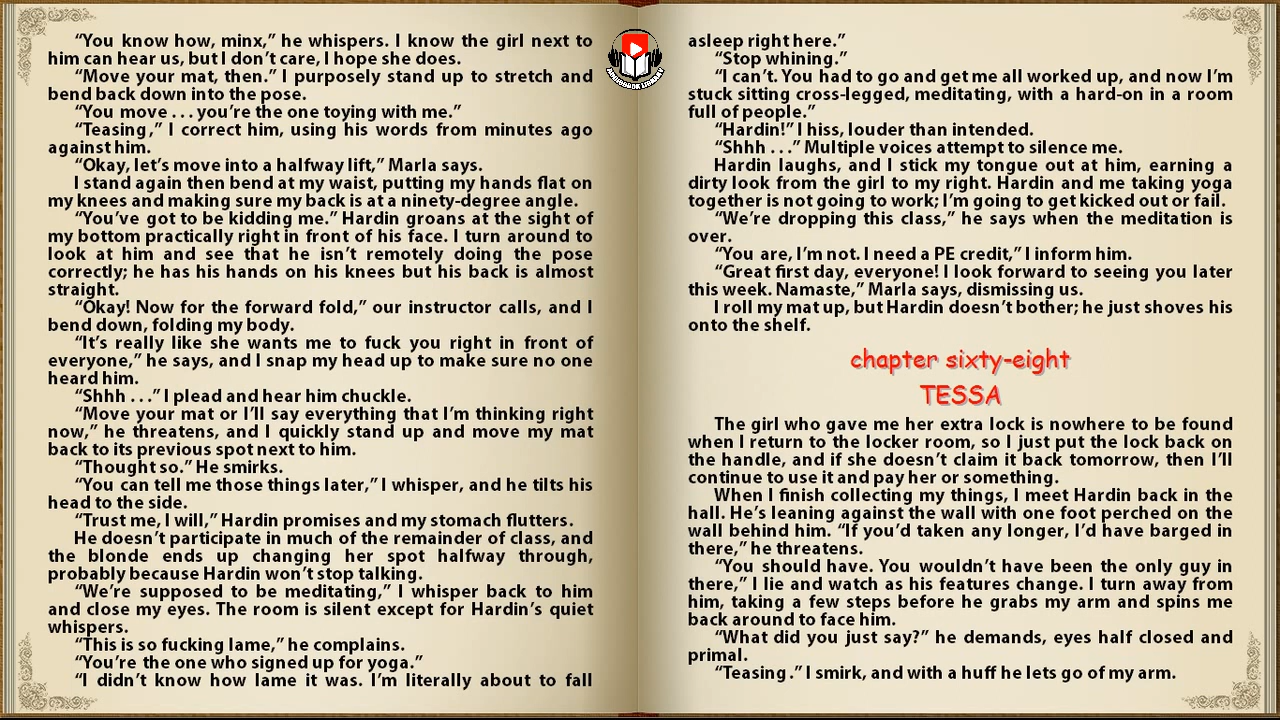 “You know how, minx,” he whispers. I know the girl next to
him can hear us, but I don’t care, I hope she does.
“Move your mat, then.” I purposely stand up to stretch and
bend back down into the pose.
“You move . . . you’re the one toying with me.”
“Teasing,” I correct him, using his words from minutes ago
against him.
“Okay, let’s move into a halfway lift,” Marla says.
I stand again then bend at my waist, putting my hands flat on
my knees and making sure my back is at a ninety-degree angle.
“You’ve got to be kidding me.” Hardin groans at the sight of
my bottom practically right in front of his face. I turn around to
look at him and see that he isn’t remotely doing the pose
correctly; he has his hands on his knees but his back is almost
straight.
“Okay! Now for the forward fold,” our instructor calls, and I
bend down, folding my body.
“It’s really like she wants me to fuck you right in front of
everyone,” he says, and I snap my head up to make sure no one
heard him.
“Shhh . . .” I plead and hear him chuckle.
“Move your mat or I’ll say everything that I’m thinking right
now,” he threatens, and I quickly stand up and move my mat
back to its previous spot next to him.
“Thought so.” He smirks.
“You can tell me those things later,” I whisper, and he tilts his
head to the side.
“Trust me, I will,” Hardin promises and my stomach flutters.
He doesn’t participate in much of the remainder of class, and
the blonde ends up changing her spot halfway through,
probably because Hardin won’t stop talking.
“We’re supposed to be meditating,” I whisper back to him
and close my eyes. The room is silent except for Hardin’s quiet
whispers.
“This is so fucking lame,” he complains.
“You’re the one who signed up for yoga.”
“I didn’t know how lame it was. I’m literally about to fall
asleep right here.”
“Stop whining.”
“I can’t. You had to go and get me all worked up, and now I’m
stuck sitting cross-legged, meditating, with a hard-on in a room
full of people.”
“Hardin!” I hiss, louder than intended.
“Shhh . . .” Multiple voices attempt to silence me.
Hardin laughs, and I stick my tongue out at him, earning a
dirty look from the girl to my right. Hardin and me taking yoga
together is not going to work; I’m going to get kicked out or fail.
“We’re dropping this class,” he says when the meditation is
over.
“You are, I’m not. I need a PE credit,” I inform him.
“Great first day, everyone! I look forward to seeing you later
this week. Namaste,” Marla says, dismissing us.
I roll my mat up, but Hardin doesn’t bother; he just shoves his
onto the shelf.
chapter sixty-eight
TESSA
The girl who gave me her extra lock is nowhere to be found
when I return to the locker room, so I just put the lock back on
the handle, and if she doesn’t claim it back tomorrow, then I’ll
continue to use it and pay her or something.
When I finish collecting my things, I meet Hardin back in the
hall. He’s leaning against the wall with one foot perched on the
wall behind him. “If you’d taken any longer, I’d have barged in
there,” he threatens.
“You should have. You wouldn’t have been the only guy in
there,” I lie and watch as his features change. I turn away from
him, taking a few steps before he grabs my arm and spins me
back around to face him.
“What did you just say?” he demands, eyes half closed and
primal.
“Teasing .” I smirk, and with a huff he lets go of my arm.